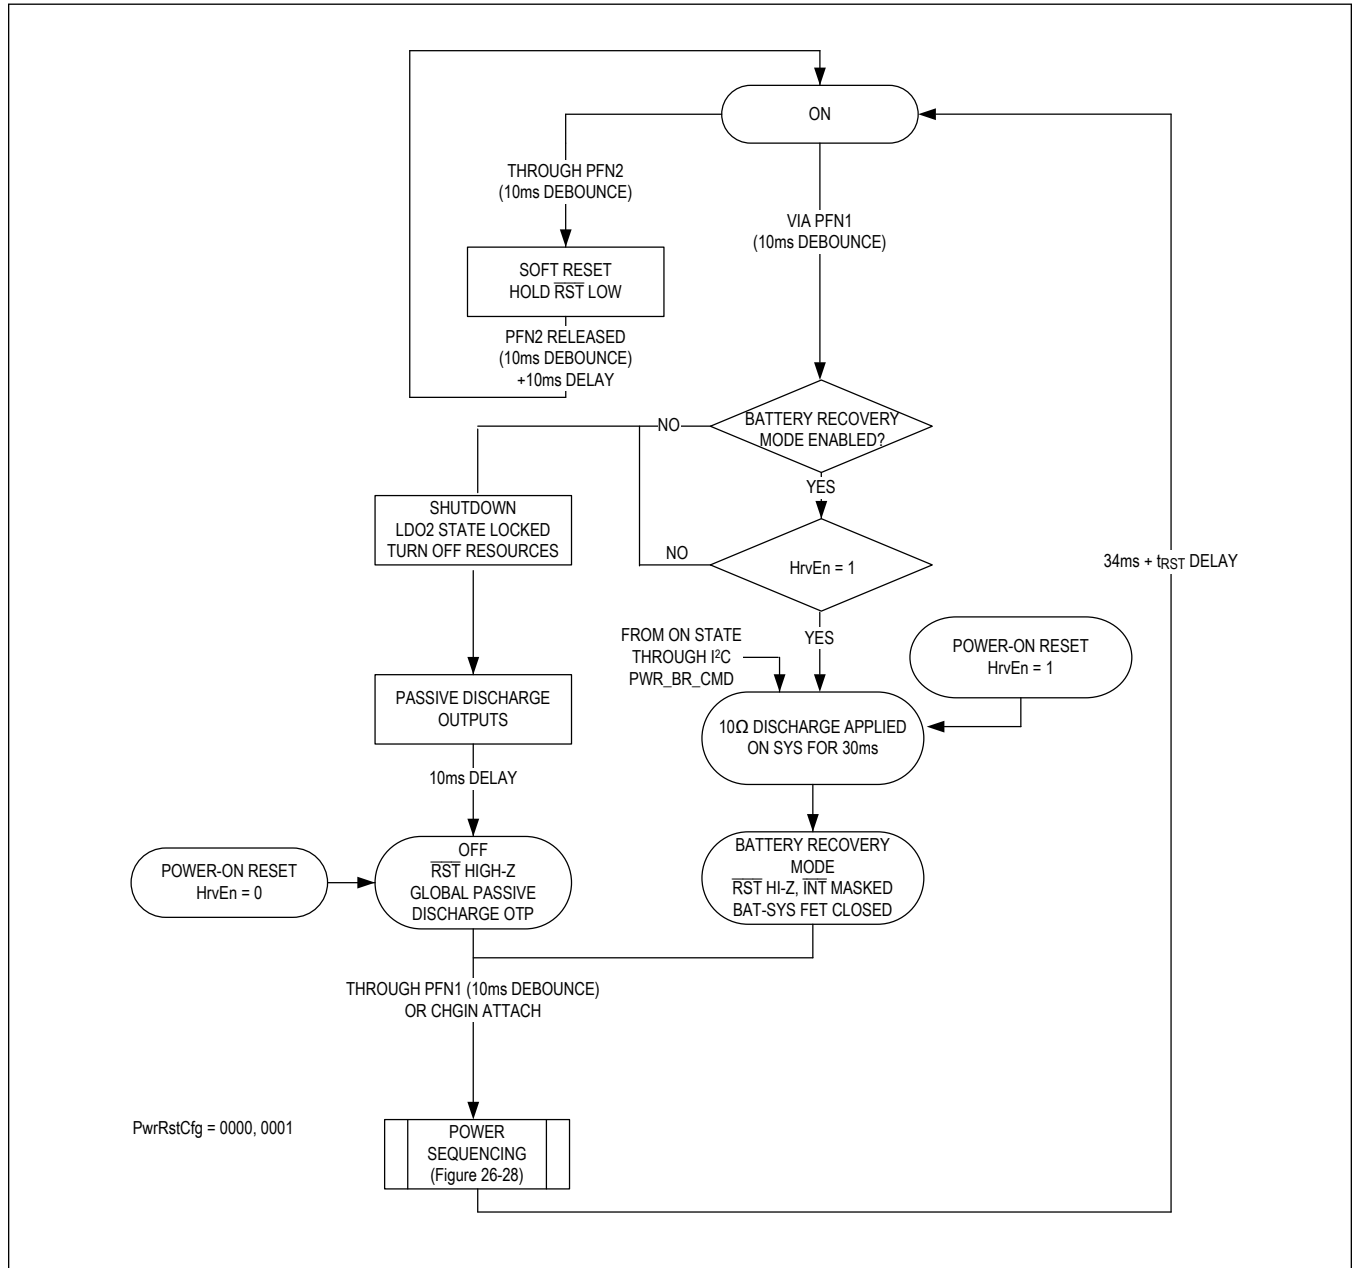 ON
THROUGH PFN2
(10ms DEBOUNCE)
VIA PFN1
(10ms DEBOUNCE)
SOFT RESET
HOLD R̅S̅T̅ LOW
PFN2 RELEASED
(10ms DEBOUNCE)
+10ms DELAY
BATTERY RECOVERY
MODE ENABLED?
NO
YES
SHUTDOWN
LDO2 STATE LOCKED
TURN OFF RESOURCES
NO
HrvEn = 1
34ms + tRST DELAY
YES
FROM ON STATE
THROUGH I²C
PWR_BR_CMD
POWER-ON RESET
HrvEn = 1
PASSIVE DISCHARGE
OUTPUTS
10Ω DISCHARGE APPLIED
ON SYS FOR 30ms
10ms DELAY
POWER-ON RESET
HrvEn = 0
OFF
R̅S̅T̅ HIGH-Z
GLOBAL PASSIVE
DISCHARGE OTP
BATTERY RECOVERY
MODE
R̅S̅T̅ HI-Z, I̅N̅T̅ MASKED
BAT-SYS FET CLOSED
THROUGH PFN1 (10ms DEBOUNCE)
OR CHGIN ATTACH
PwrRstCfg = 0000, 0001
POWER
SEQUENCING
(Figure 26-28)